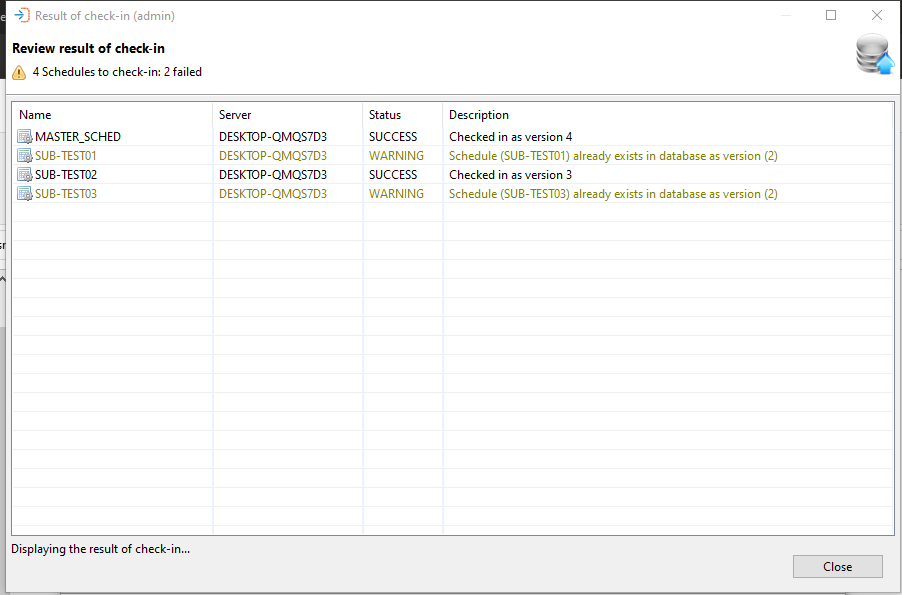 Result of check-in (admin)
Review result of check-in
4 Schedules to check-in: 2 failed
Name Server Status Description
MASTER_SCHED DESKTOP-QMQS7D3 SUCCESS Checked in as version 4
SUB-TEST01 DESKTOP-QMQS7D3 WARNING Schedule (SUB-TEST01) already exists in database as version (2)
SUB-TEST02 DESKTOP-QMQS7D3 SUCCESS Checked in as version 3
SUB-TEST03 DESKTOP-QMQS7D3 WARNING Schedule (SUB-TEST03) already exists in database as version (2)
Displaying the result of check-in...
Close